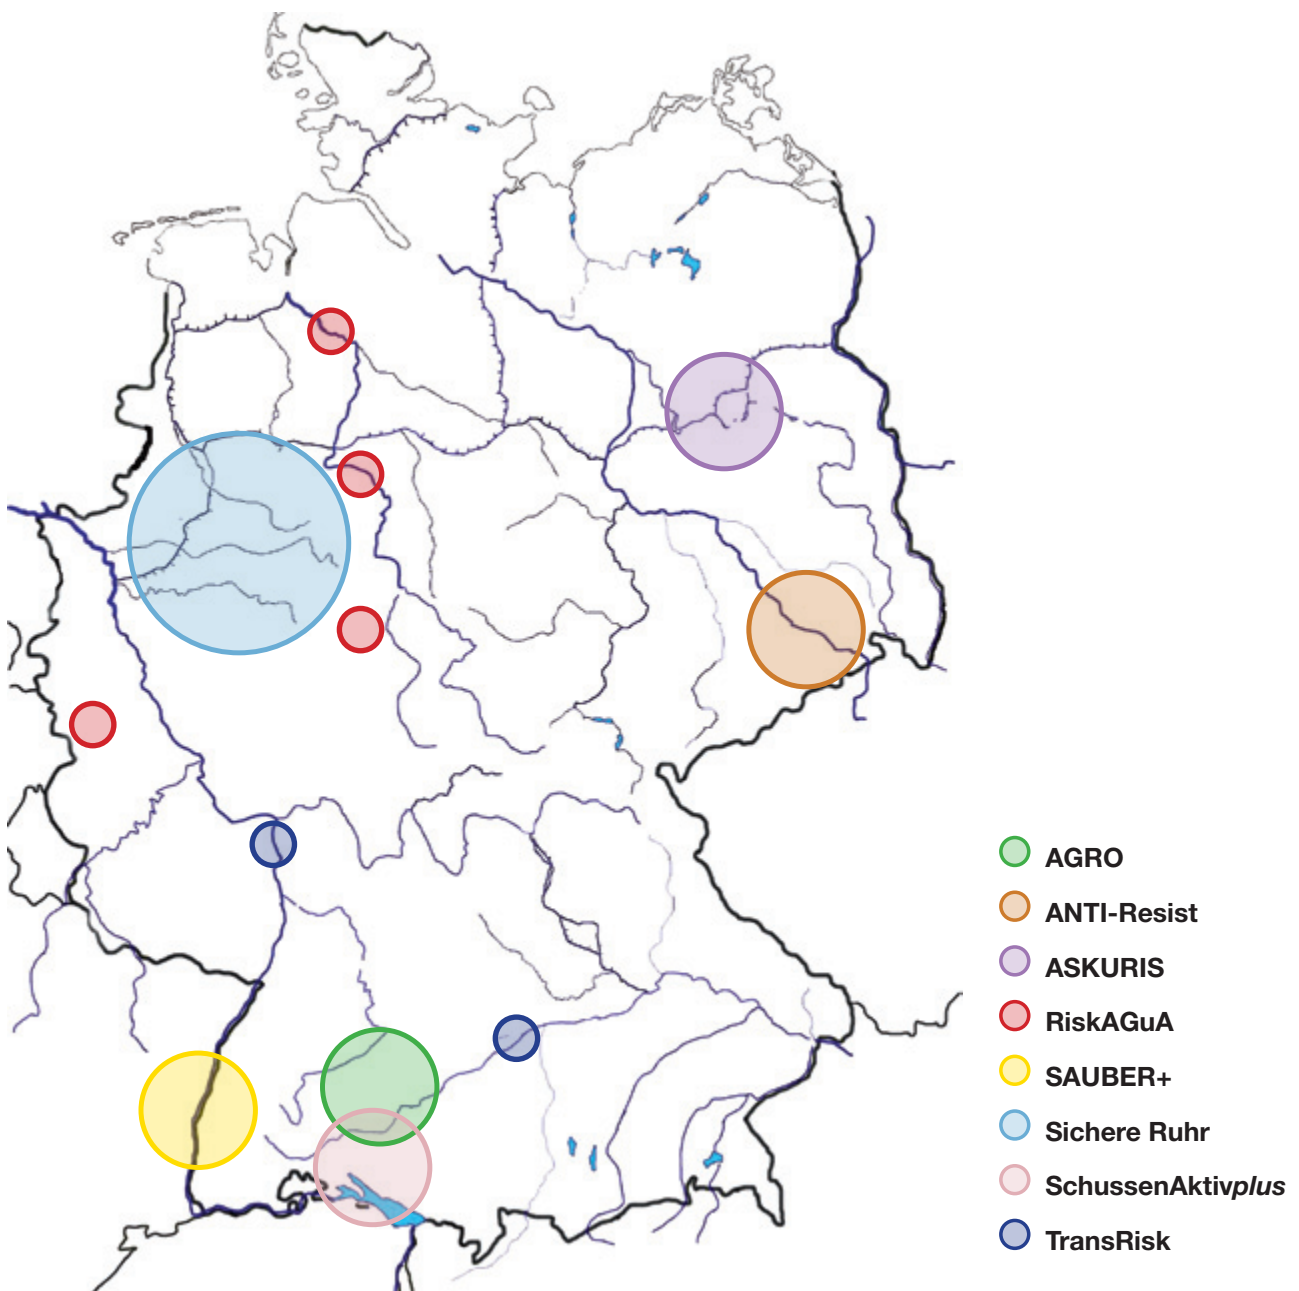 AGRO
ANTI-Resist
ASKURIS
RiskAGuA
SAUBER+
Sichere Ruhr
SchussenAktivplus
TransRisk